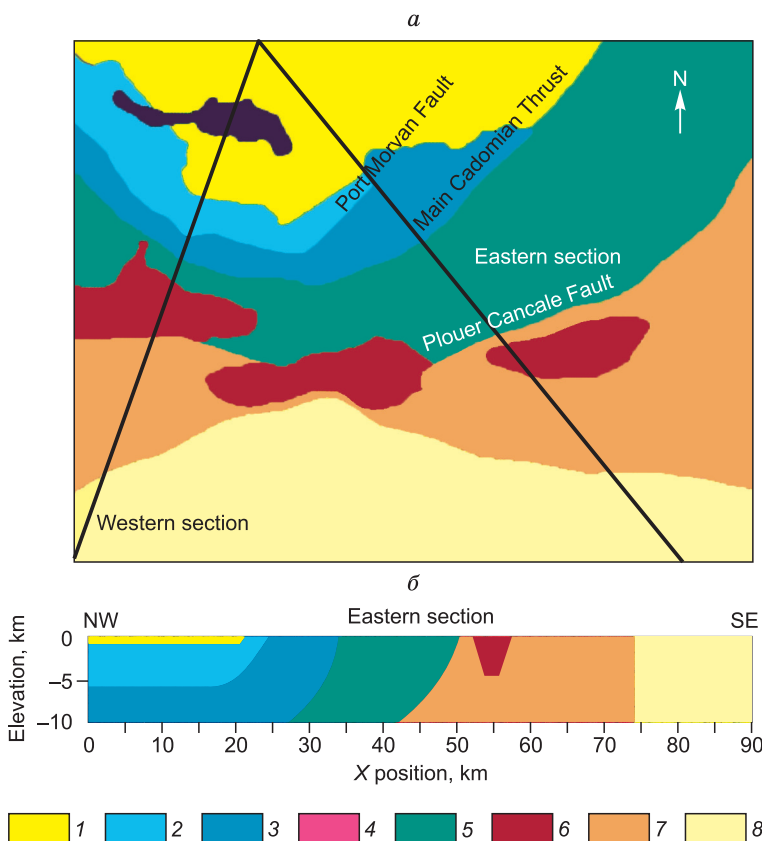 а
N
Port Morvan Fault
Main Cadomian Thrust
Eastern section
Plouer Cancale Fault
Western section
б
NW Eastern section SE
Elevation, km
0
–5
–10
0 10 20 30 40 50 60 70 80 90
X position, km
1 2 3 4 5 6 7 8